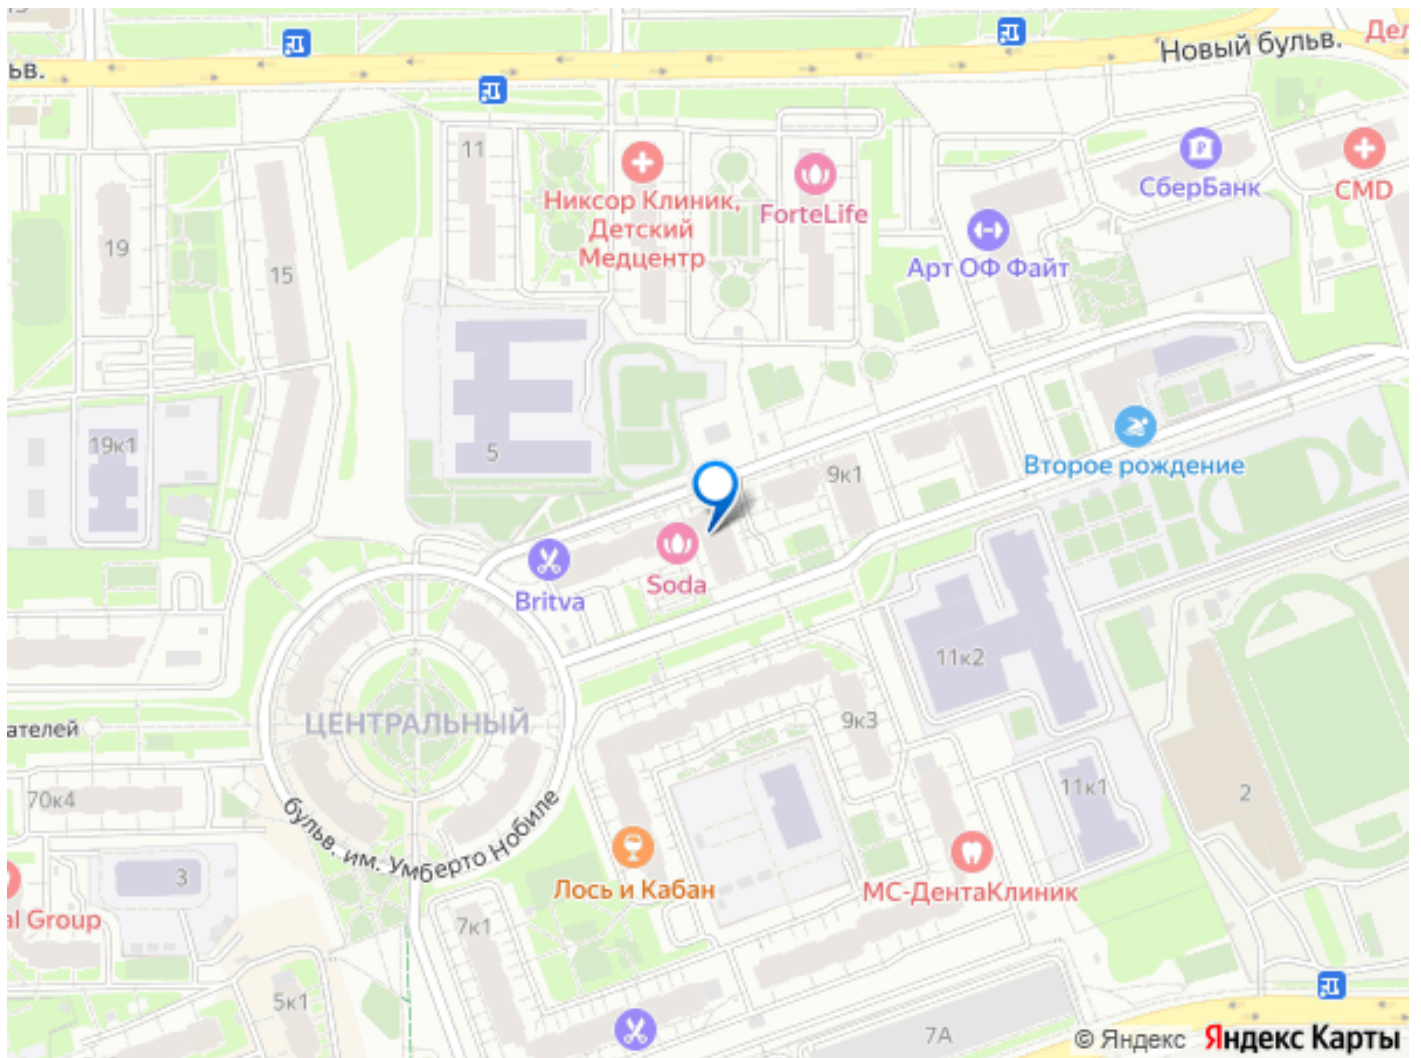 Новый бульв.
ьв.
11
Никсор Клиник,
Детский
Медцентр
ForteLife
СберБанк
CMD
Арт ОФ Файт
19
15
19к1
5
9к1
Второе рождение
Britva
Soda
11к2
ЦЕНТРАЛЬНЫЙ
ателей
9к3
70к4
бульв. им. Умберто Нобиле
11к1
2
3
Лось и Кабан
МС-ДентаКлиник
al Group
7к1
5к1
7А
© Яндекс Яндекс Карты